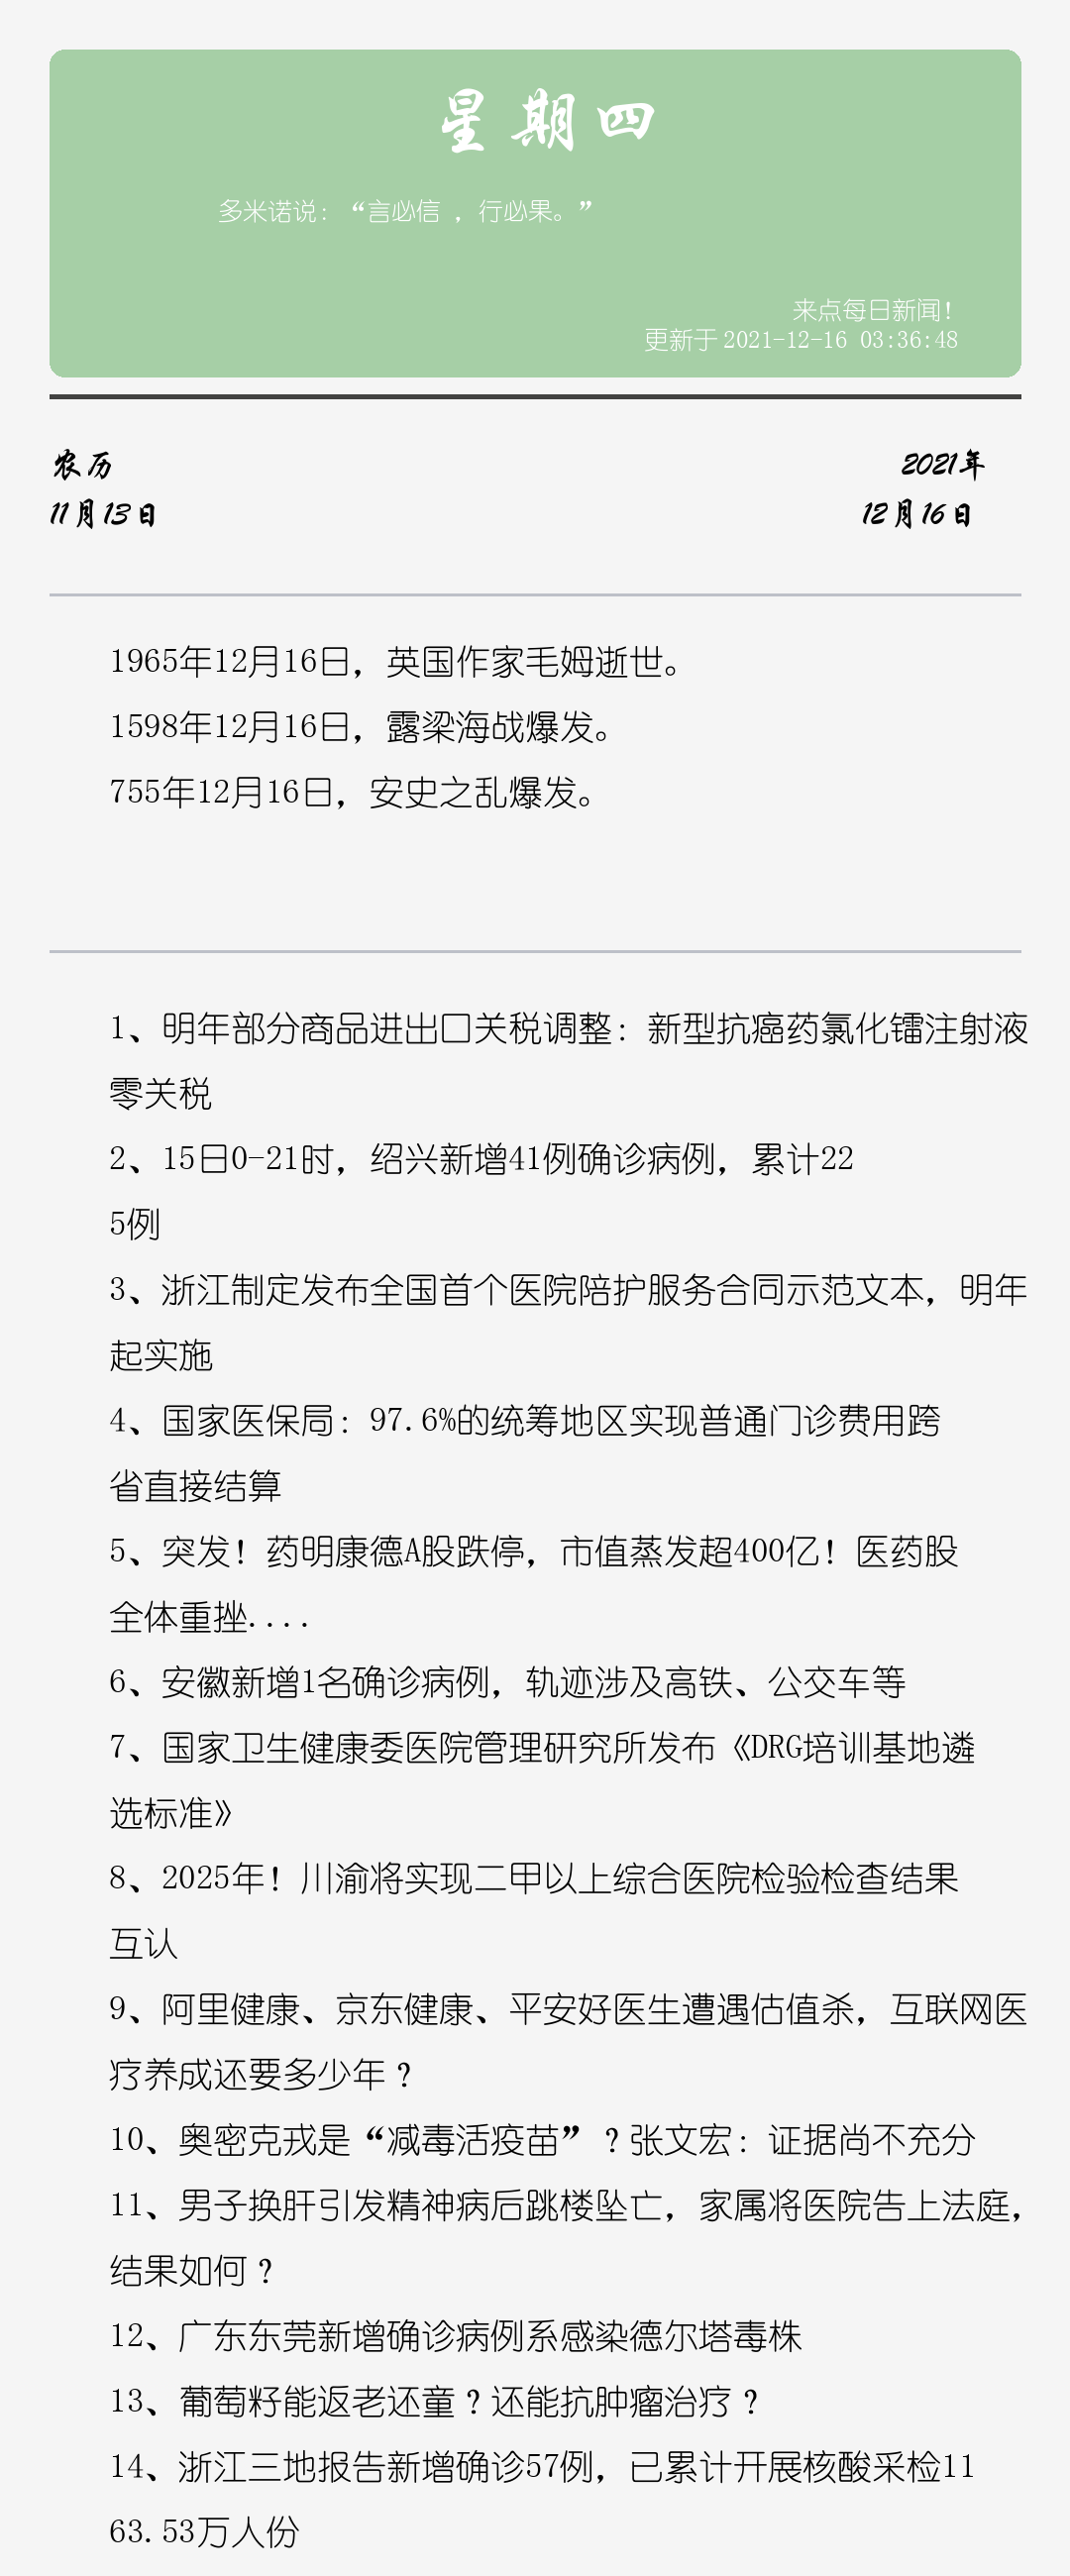 星期四
多米诺说：“言必信 ，行必果。”
来点每日新闻！
更新于 2021-12-16 03:36:48
农历
2021年
11月13日
12月16日
1965年12月16日，英国作家毛姆逝世。
1598年12月16日，露梁海战爆发。
755年12月16日，安史之乱爆发。
1、明年部分商品进出口关税调整：新型抗癌药氯化镭注射液
零关税
2、15日0-21时，绍兴新增41例确诊病例，累计22
5例
3、浙江制定发布全国首个医院陪护服务合同示范文本，明年
起实施
4、国家医保局：97.6%的统筹地区实现普通门诊费用跨
省直接结算
5、突发！药明康德A股跌停，市值蒸发超400亿！医药股
全体重挫....
6、安徽新增1名确诊病例，轨迹涉及高铁、公交车等
7、国家卫生健康委医院管理研究所发布《DRG培训基地遴
选标准》
8、2025年！川渝将实现二甲以上综合医院检验检查结果
互认
9、阿里健康、京东健康、平安好医生遭遇估值杀，互联网医
疗养成还要多少年？
10、奥密克戎是“减毒活疫苗”？张文宏：证据尚不充分
11、男子换肝引发精神病后跳楼坠亡，家属将医院告上法庭，
结果如何？
12、广东东莞新增确诊病例系感染德尔塔毒株
13、葡萄籽能返老还童？还能抗肿瘤治疗？
14、浙江三地报告新增确诊57例，已累计开展核酸采检11
63.53万人份